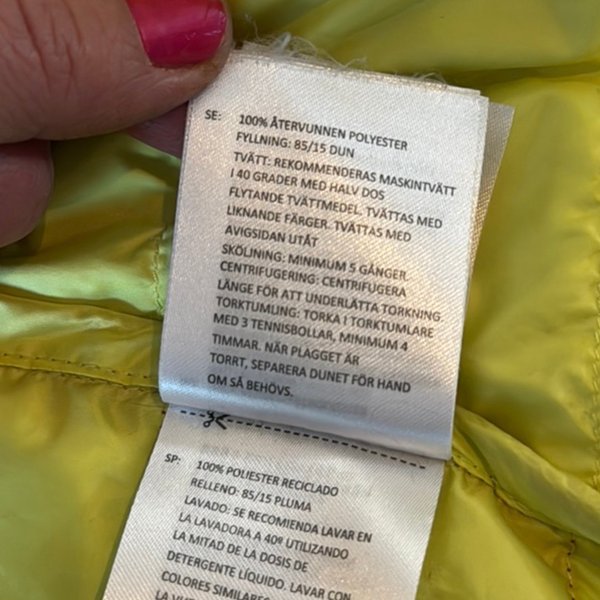 SE: 100% ÅTERVUNNEN POLYESTER
FYLLNING: 85/15 DUN
TVÄTT: REKOMMENDERAS MASKINTVÄTT
I 40 GRADER MED HALV DOS
FLYTANDE TVÄTTMEDEL. TVÄTTAS MED
LIKNANDE FÄRGER. TVÄTTAS MED
AVIGSIDAN UTÅT
SKÖLJNING: MINIMUM 5 GÅNGER.
CENTRIFUGERING: CENTRIFUGERA
LÄNGE FÖR ATT UNDERLÄTTA TORKNING.
TORKTUMLING: TORKA I TORKTUMLARE
MED 3 TENNISBOLLAR, MINIMUM 4
TIMMAR. NÄR PLAGGET ÄR
TORRT, SEPARERA DUNET FÖR HAND
OM SÅ BEHÖVS.
SP: 100% POLIESTER RECICLADO
RELLENO: 85/15 PLUMA
LAVADO: SE RECOMIENDA LAVAR EN
LA LAVADORA A 40º UTILIZANDO
LA MITAD DE LA DOSIS DE
DETERGENTE LÍQUIDO. LAVAR CON
COLORES SIMILARES